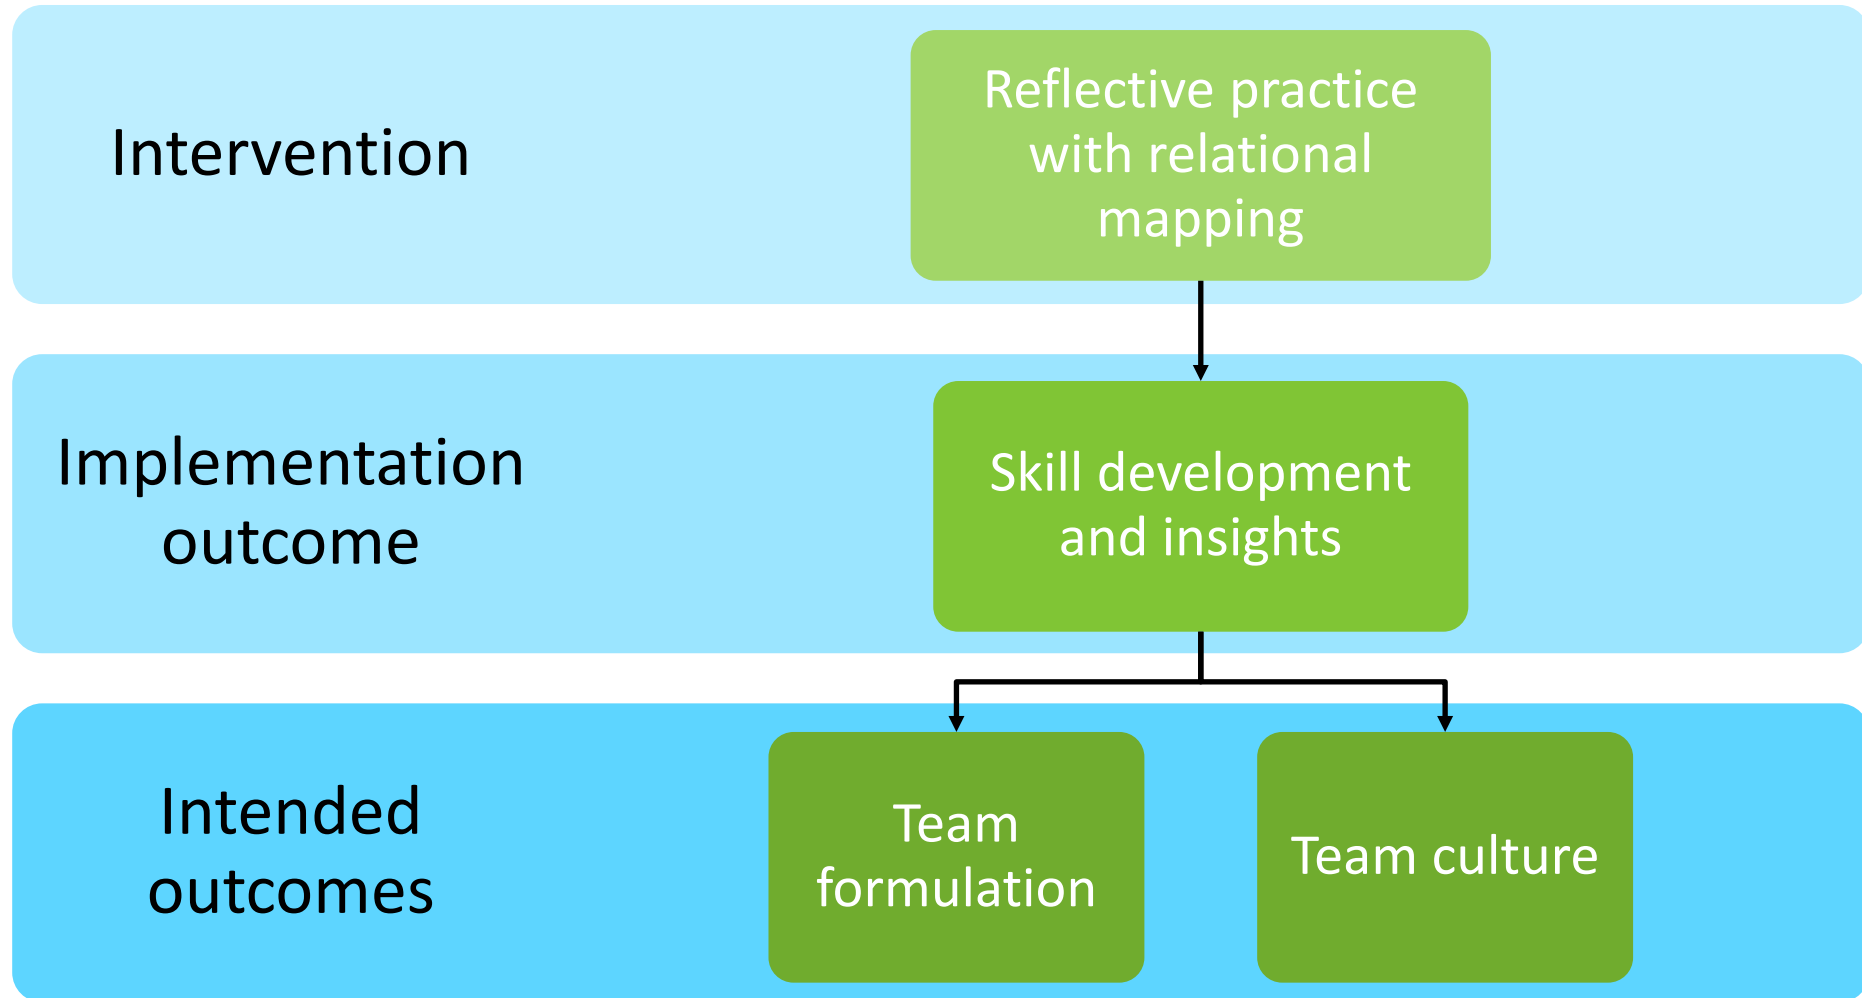 Intervention
Reflective practice
with relational
mapping
Implementation
outcome
Skill development
and insights
Intended
outcomes
Team
formulation
Team culture